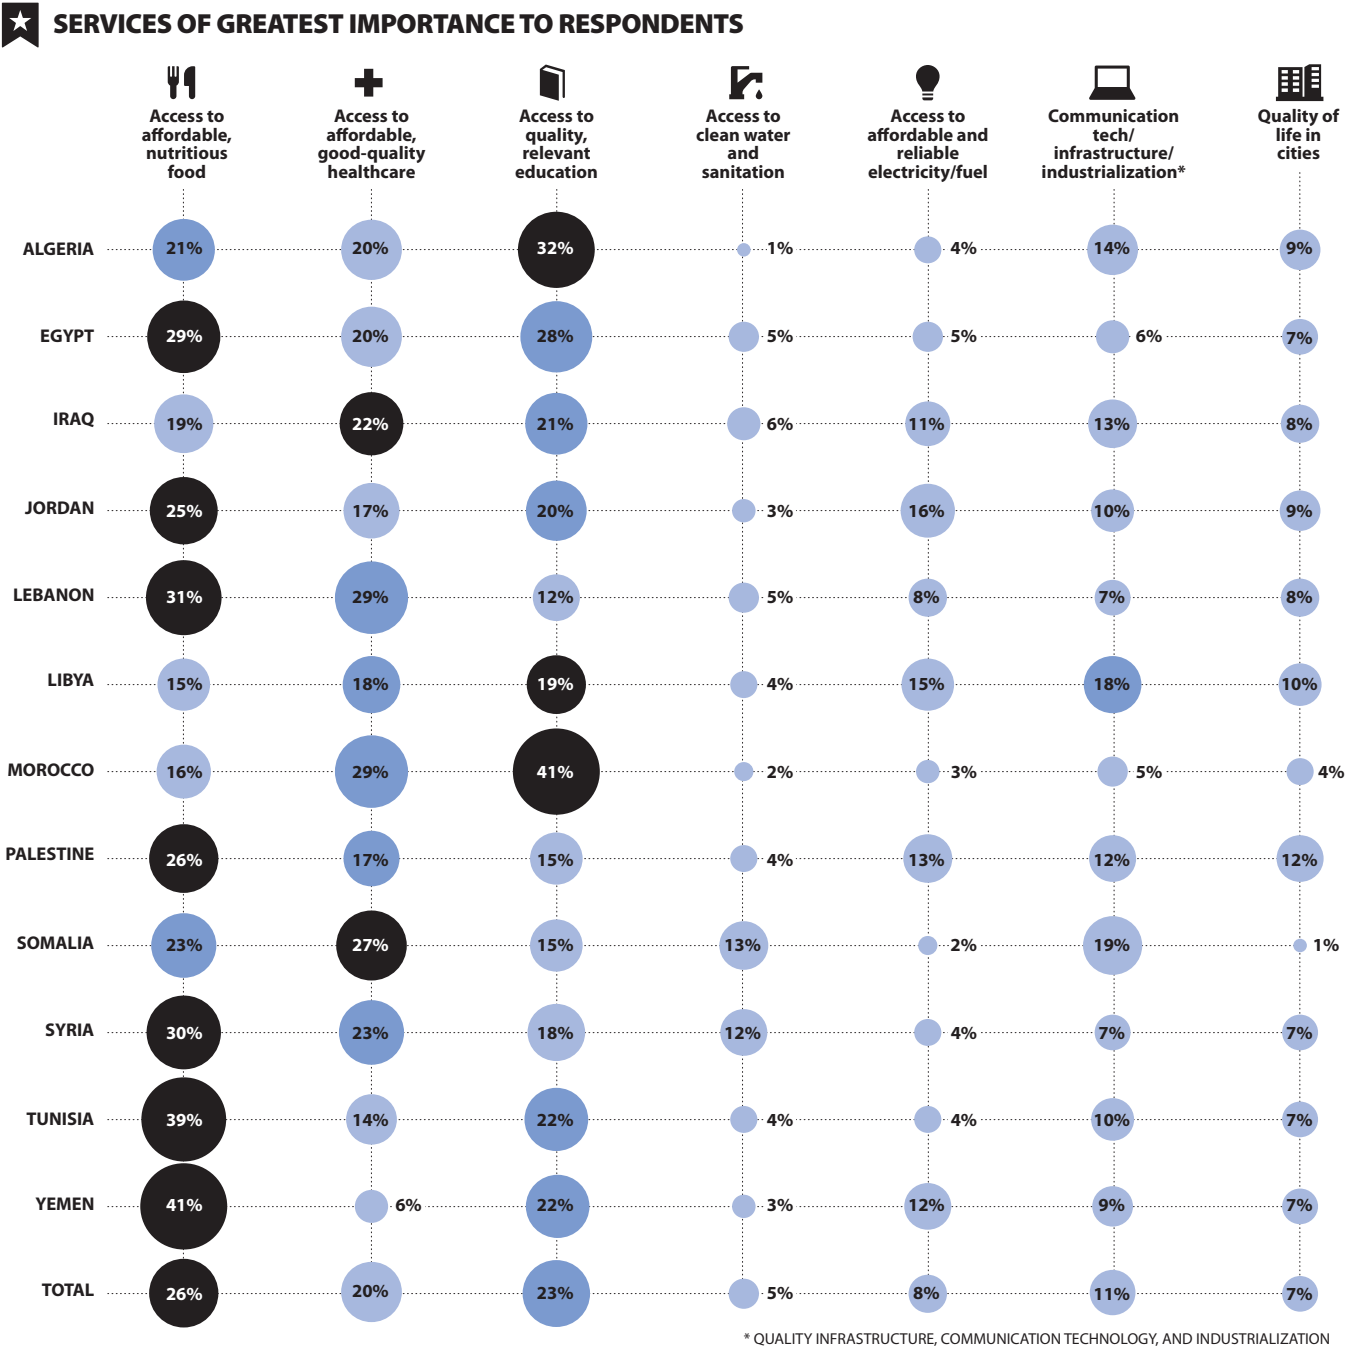 SERVICES OF GREATEST IMPORTANCE TO RESPONDENTS
Access to
affordable,
nutritious
food
Access to
affordable,
good-quality
healthcare
Access to
quality,
relevant
education
Access to
clean water
and
sanitation
Access to
affordable and
reliable
electricity/fuel
Communication
tech/
infrastructure/
industrialization*
Quality of
life in
cities
ALGERIA 21% 20% 32% 1% 4% 14% 9%
EGYPT 29% 20% 28% 5% 5% 6% 7%
IRAQ 19% 22% 21% 6% 11% 13% 8%
JORDAN 25% 17% 20% 3% 16% 10% 9%
LEBANON 31% 29% 12% 5% 8% 7% 8%
LIBYA 15% 18% 19% 4% 15% 18% 10%
MOROCCO 16% 29% 41% 2% 3% 5% 4%
PALESTINE 26% 17% 15% 4% 13% 12% 12%
SOMALIA 23% 27% 15% 13% 2% 19% 1%
SYRIA 30% 23% 18% 12% 4% 7% 7%
TUNISIA 39% 14% 22% 4% 4% 10% 7%
YEMEN 41% 6% 22% 3% 12% 9% 7%
TOTAL 26% 20% 23% 5% 8% 11% 7%
* QUALITY INFRASTRUCTURE, COMMUNICATION TECHNOLOGY, AND INDUSTRIALIZATION